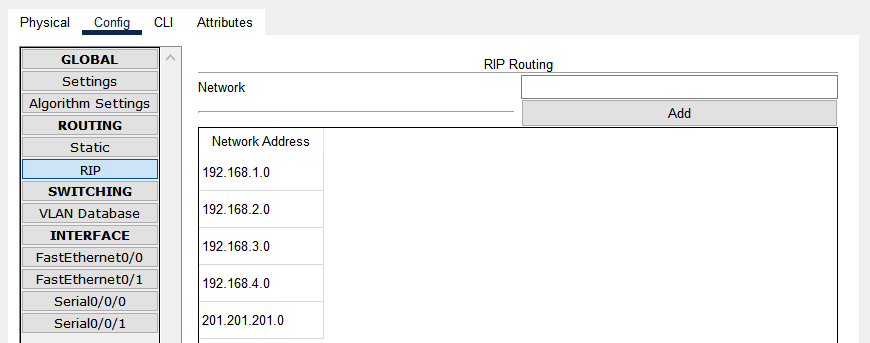 Physical Config CLI Attributes
GLOBAL
Settings
Algorithm Settings
ROUTING
Static
RIP
SWITCHING
VLAN Database
INTERFACE
FastEthernet0/0
FastEthernet0/1
Serial0/0/0
Serial0/0/1
RIP Routing
Network
Add
Network Address
192.168.1.0
192.168.2.0
192.168.3.0
192.168.4.0
201.201.201.0